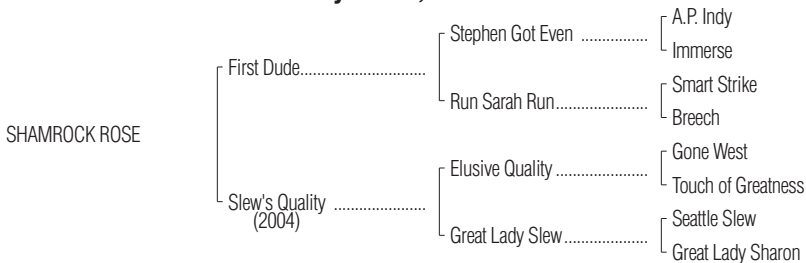 A.P. Indy
Stephen Got Even ................
Immerse
First Dude..............................
Smart Strike
Run Sarah Run......................
Breech
SHAMROCK ROSE
Gone West
Elusive Quality ......................
Touch of Greatness
Slew's Quality ......................
(2004)
Seattle Slew
Great Lady Slew....................
Great Lady Sharon